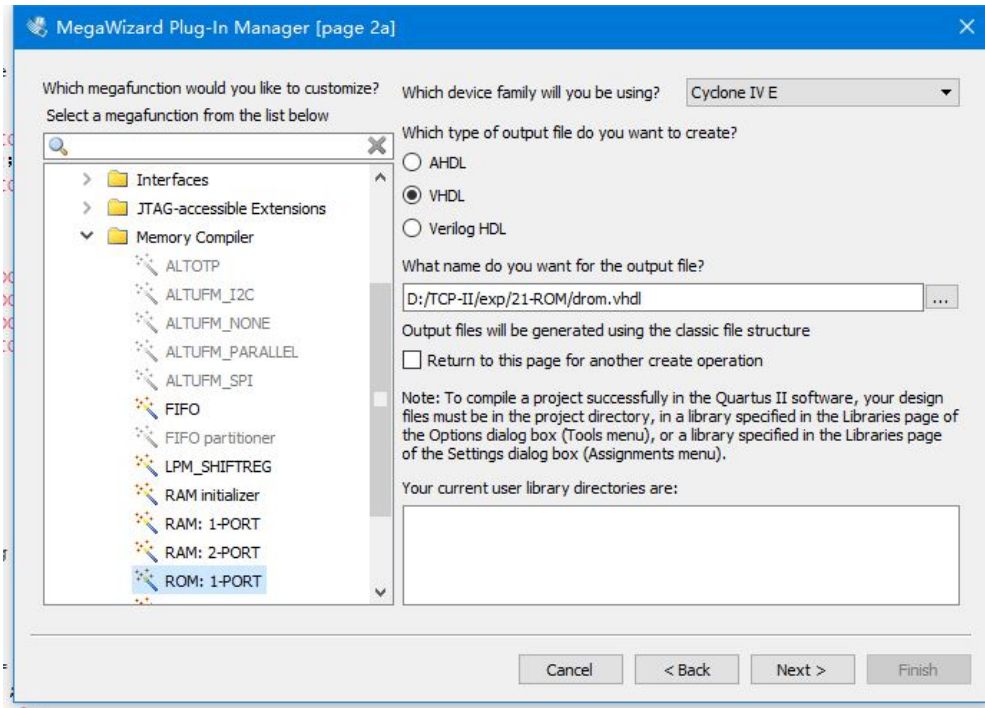 MegaWizard Plug-In Manager [page 2a]
Which megafunction would you like to customize?
Select a megafunction from the list below
Interfaces
JTAG-accessible Extensions
Memory Compiler
ALTOTP
ALTUFM_I2C
ALTUFM_NONE
ALTUFM_PARALLEL
ALTUFM_SPI
FIFO
FIFO partitioner
LPM_SHIFTREG
RAM initializer
RAM: 1-PORT
RAM: 2-PORT
ROM: 1-PORT
Which device family will you be using? Cyclone IV E
Which type of output file do you want to create?
AHDL
VHDL
Verilog HDL
What name do you want for the output file?
D:/TCP-II/exp/21-ROM/drom.vhdl ...
Output files will be generated using the classic file structure
Return to this page for another create operation
Note: To compile a project successfully in the Quartus II software, your design
files must be in the project directory, in a library specified in the Libraries page of
the Options dialog box (Tools menu), or a library specified in the Libraries page
of the Settings dialog box (Assignments menu).
Your current user library directories are:
Cancel < Back Next > Finish